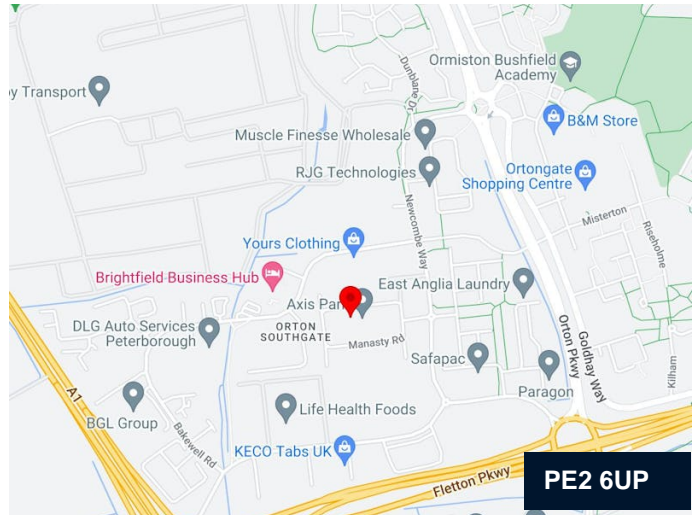 Ormiston Bushfield
Academy
Dunblane Dr
y Transport
B&M Store
Muscle Finesse Wholesale
RJG Technologies
Ortongate
Shopping Centre
Newcombe Way
Misterton
Riseholme
Yours Clothing
Brightfield Business Hub
East Anglia Laundry
Axis Par
DLG Auto Services
Peterborough
ORTON
SOUTHGATE
Manasty Rd
Orton Pkwy
Goldhay Way
Safapac
Kilham
Paragon
A1
BGL Group
Life Health Foods
Bakewell Rd
KECO Tabs UK
Fletton Pkwy
PE2 6UP